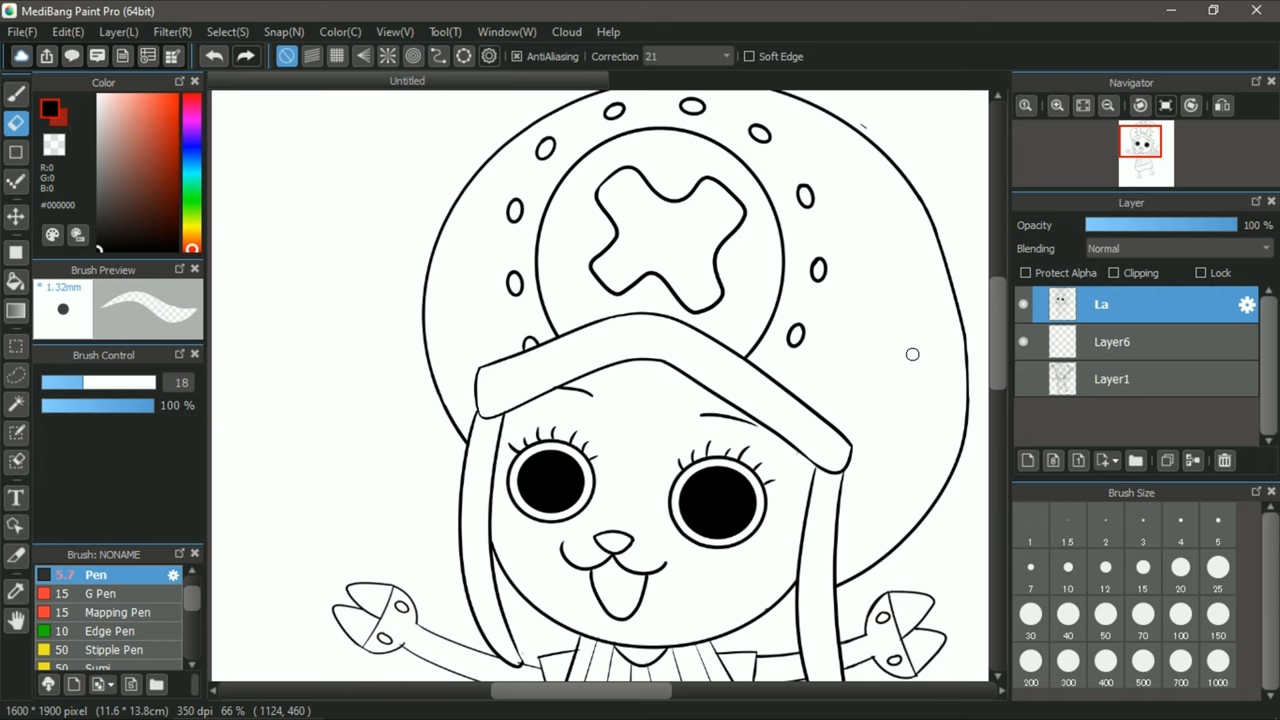 MediBang Paint Pro (64bit)
File(F) Edit(E) Layer(L) Filter(R) Select(S) Snap(N) Color(C) View(V) Tool(T) Window(W) Cloud Help
AntiAliasing Correction 21 Soft Edge
Color
R:0
G:0
B:0
#000000
Brush Preview
* 1.32mm
Brush Control
18
100 %
Brush: NONAME
5.7 Pen
15 G Pen
15 Mapping Pen
10 Edge Pen
50 Stipple Pen
50 Sumi
Untitled
Navigator
Layer
Opacity 100 %
Blending Normal
Protect Alpha Clipping Lock
La
Layer6
Layer1
Brush Size
1 1.5 2 3 4 5
7 10 12 15 20 25
30 40 50 70 100 150
200 300 400 500 700 1000
1600 * 1900 pixel (11.6 * 13.8cm) 350 dpi 66 % ( 1124, 460 )